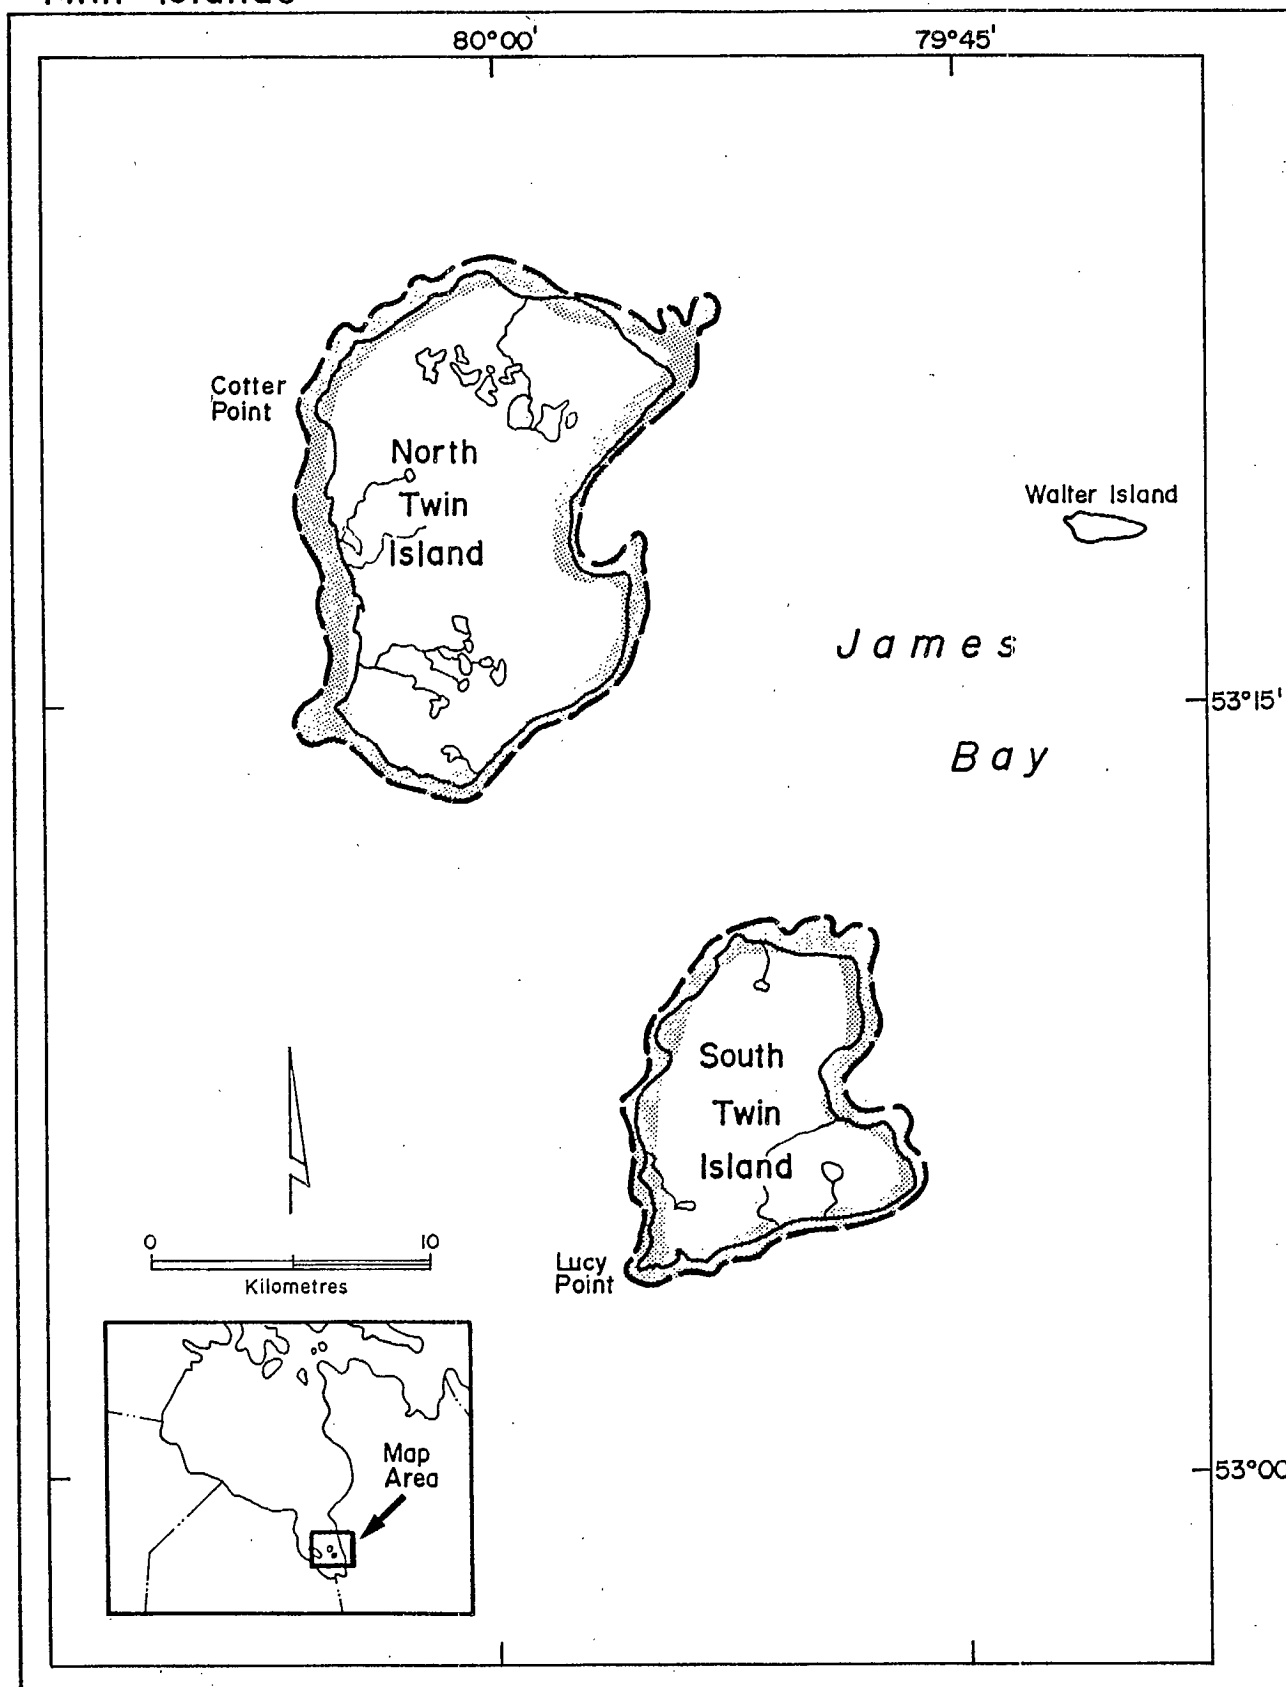 Twin Islands
80°00' 79°45'
Cotter
Point
North
Twin
Island
Walter Island
James
53°15'
Bay
South
Twin
Island
0 10
Kilometres
Lucy
Point
Map
Area
53°00